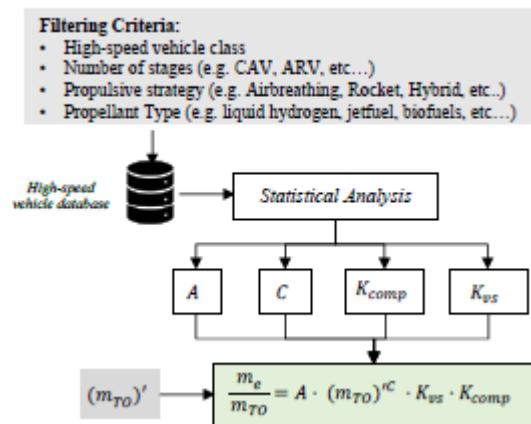 Filtering Criteria:
• High-speed vehicle class
• Number of stages (e.g. CAV, ARV, etc…)
• Propulsive strategy (e.g. Airbreathing, Rocket, Hybrid, etc..)
• Propellant Type (e.g. liquid hydrogen, jetfuel, biofuels, etc…)
High-speed
vehicle database
Statistical Analysis
A
C
K_comp
K_vs
(m_TO)′
m_e/m_TO = A · (m_TO)′^C · K_vs · K_comp